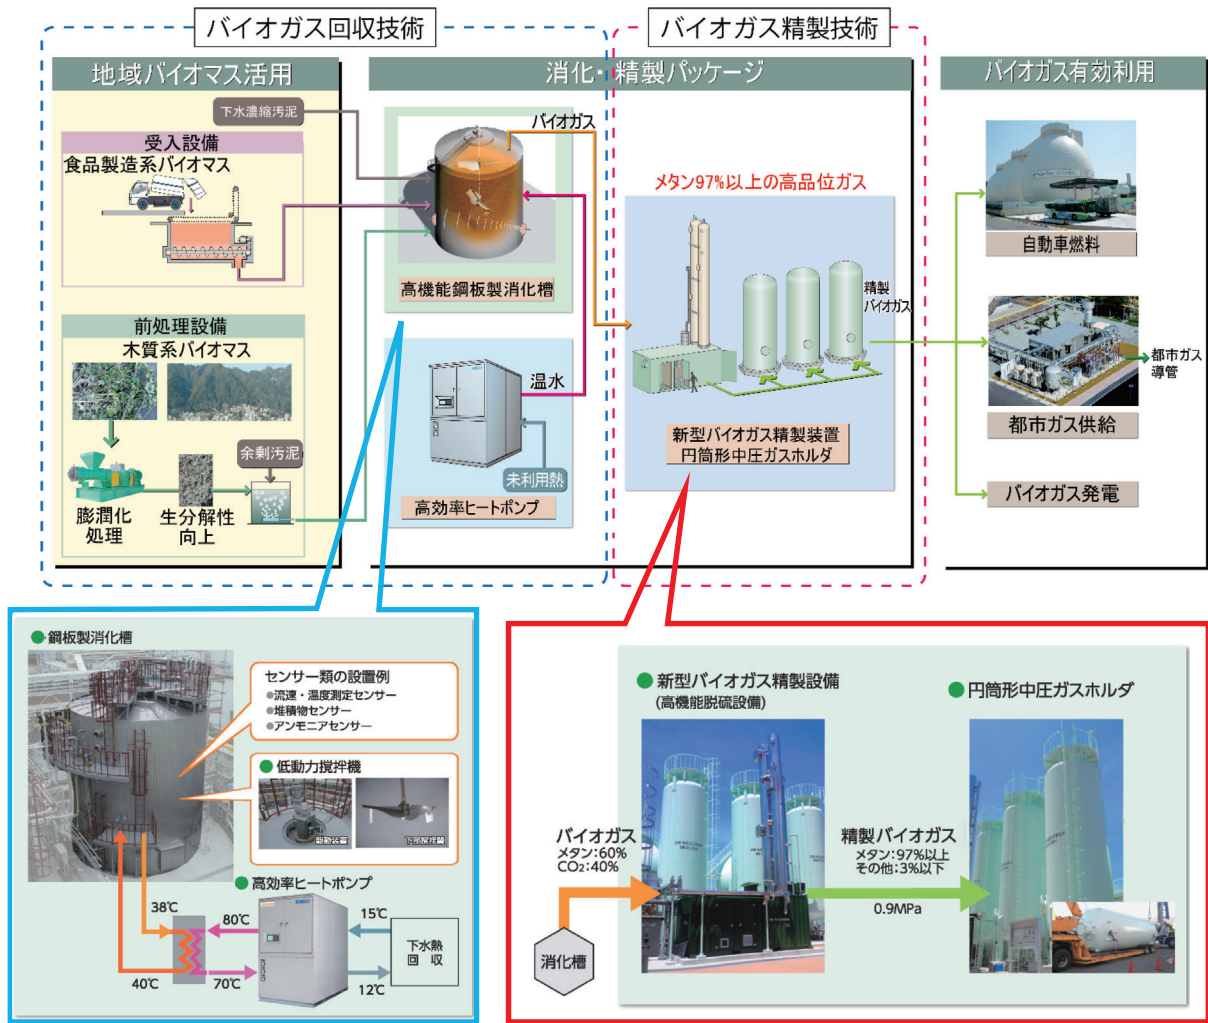 バイオガス回収技術
バイオガス精製技術
地域バイオマス活用
消化・精製パッケージ
バイオガス有効利用
下水濃縮汚泥
受入設備
食品製造系バイオマス
前処理設備
木質系バイオマス
余剰汚泥
膨潤化
処理
生分解性
向上
バイオガス
高機能鋼板製消化槽
温水
未利用熱
高効率ヒートポンプ
メタン97%以上の高品位ガス
精製
バイオガス
新型バイオガス精製装置
円筒形中圧ガスホルダ
自動車燃料
都市ガス
導管
都市ガス供給
バイオガス発電
鋼板製消化槽
センサー類の設置例
●流速・温度測定センサー
●堆積物センサー
●アンモニアセンサー
低動力撹拌機
駆動装置
下部撹拌翼
高効率ヒートポンプ
38℃
80℃
15℃
下水熱
回 収
40℃
70℃
12℃
新型バイオガス精製設備
(高機能脱硫設備)
円筒形中圧ガスホルダ
バイオガス
メタン:60%
CO₂:40%
消化槽
精製バイオガス
メタン:97%以上
その他:3%以下
0.9MPa